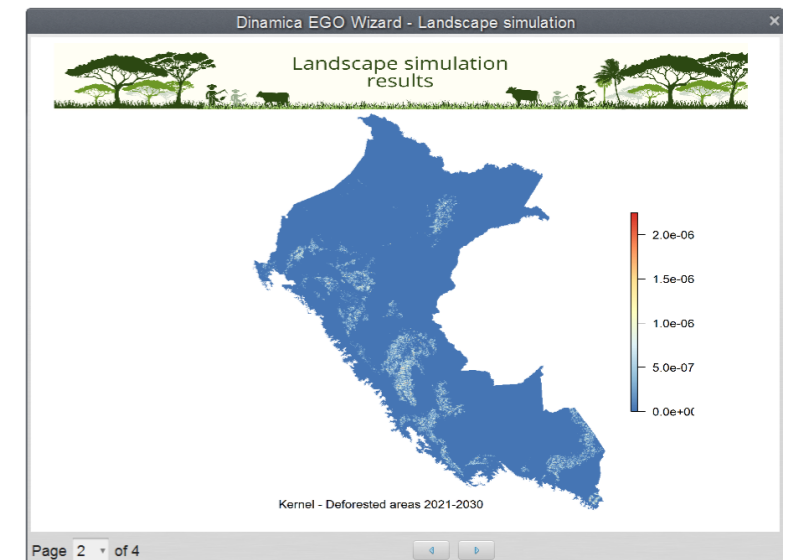 Dinamica EGO Wizard - Landscape simulation
×
Landscape simulation
results
2.0e-06
1.5e-06
1.0e-06
5.0e-07
0.0e+0(
Kernel - Deforested areas 2021-2030
Page 2 of 4